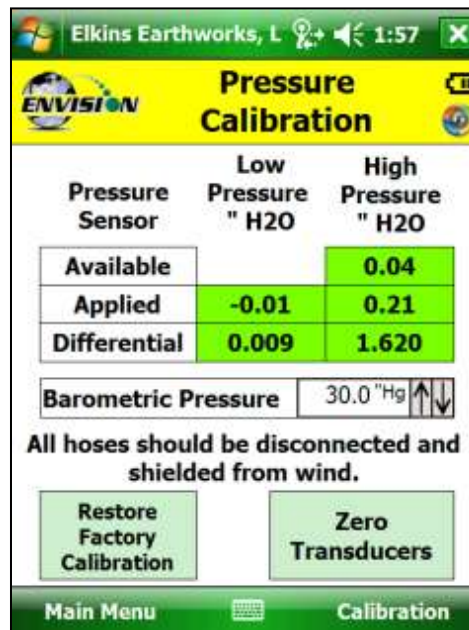 Elkins Earthworks, L 1:57
ENVISION
Pressure
Calibration
Pressure
Sensor
Low
Pressure
" H2O
High
Pressure
" H2O
Available 0.04
Applied -0.01 0.21
Differential 0.009 1.620
Barometric Pressure 30.0 "Hg
All hoses should be disconnected and
shielded from wind.
Restore
Factory
Calibration
Zero
Transducers
Main Menu Calibration